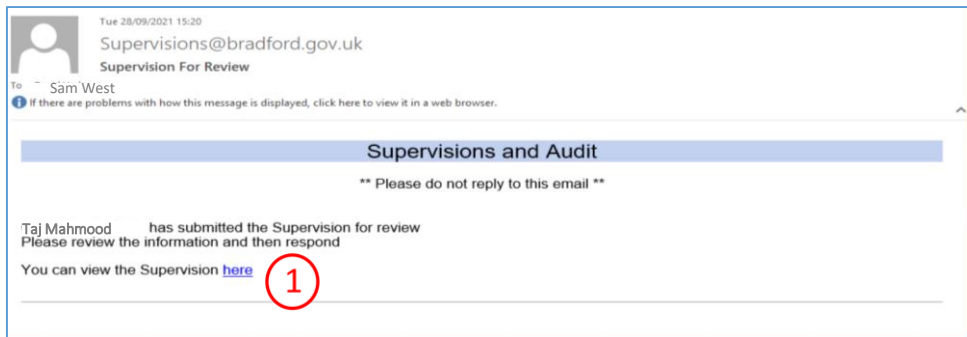 Tue 28/09/2021 15:20
Supervisions@bradford.gov.uk
Supervision For Review
To Sam West
If there are problems with how this message is displayed, click here to view it in a web browser.
Supervisions and Audit
** Please do not reply to this email **
Taj Mahmood has submitted the Supervision for review
Please review the information and then respond
You can view the Supervision here
1